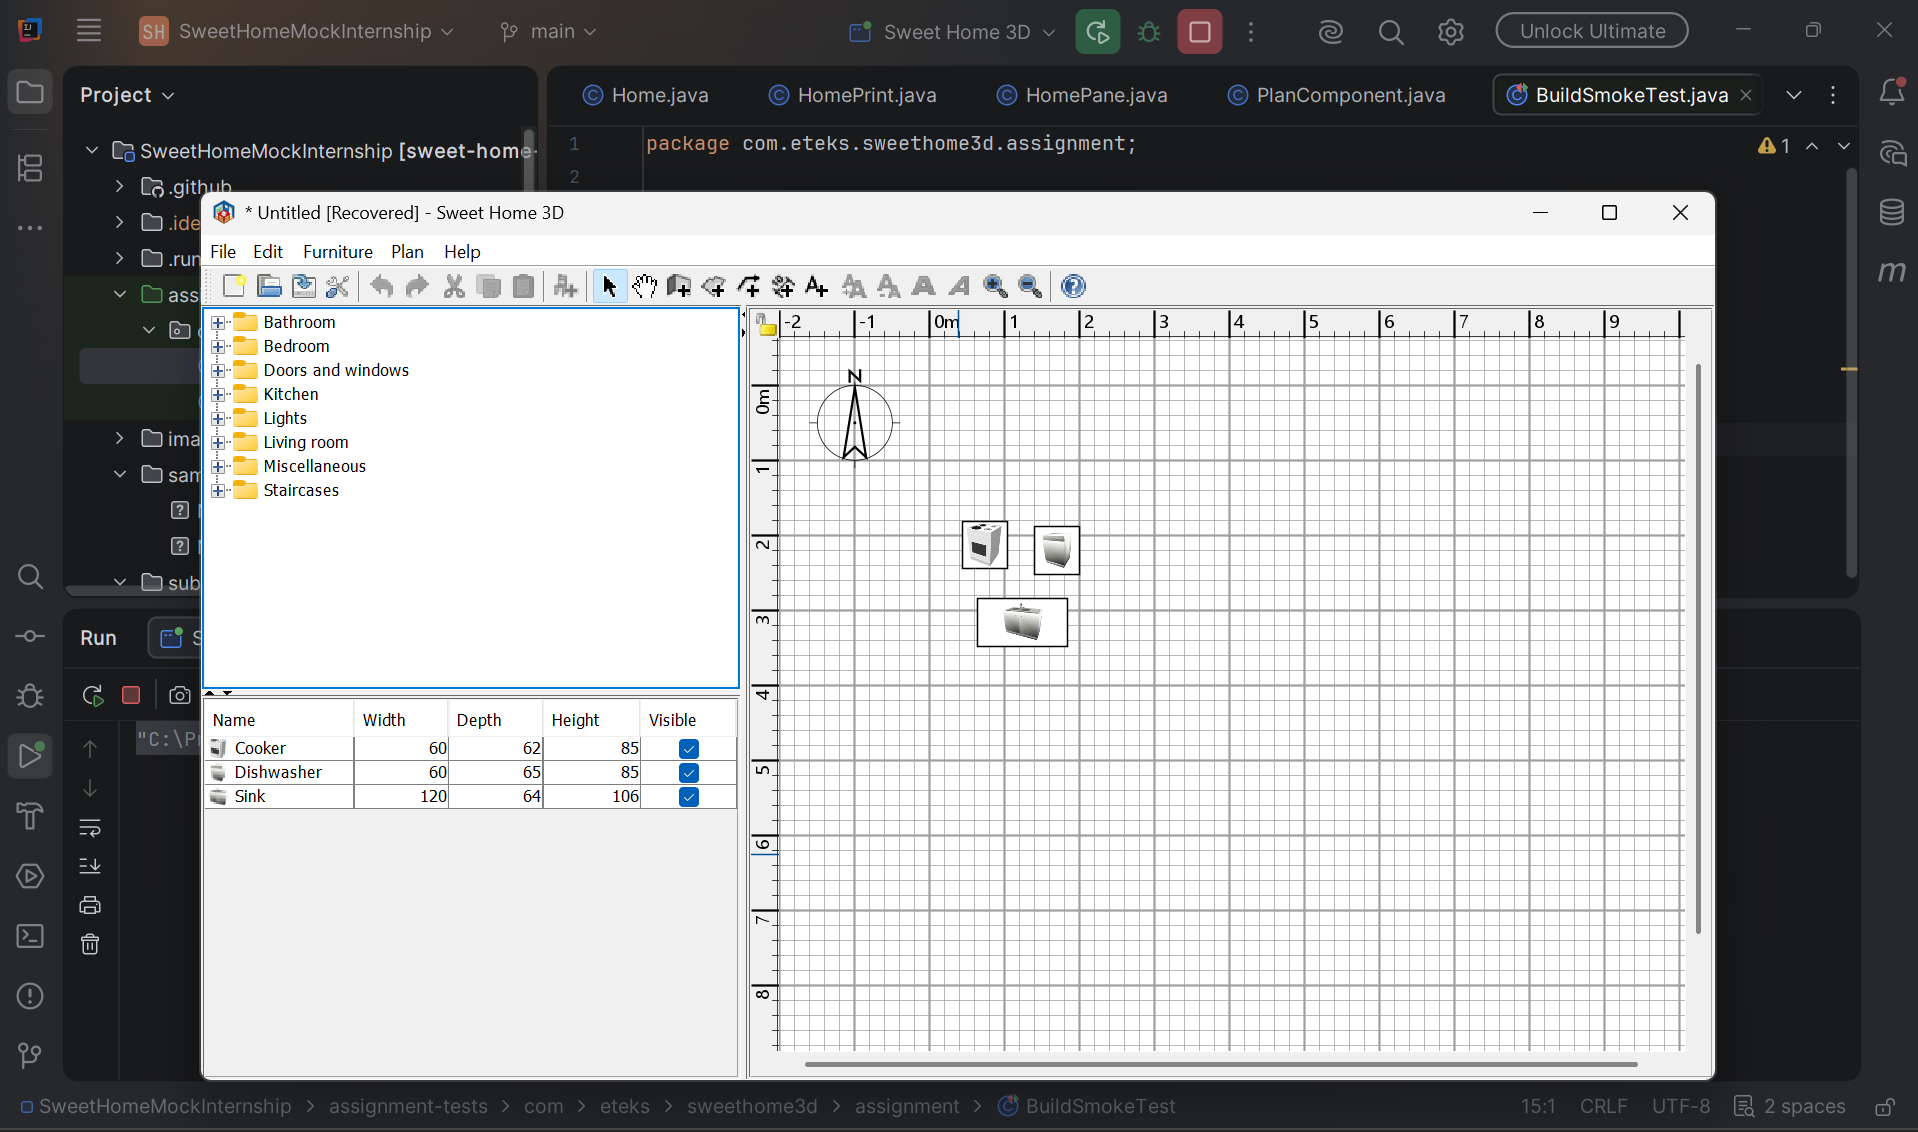 SH SweetHomeMockInternship
main
Sweet Home 3D
Unlock Ultimate
Project
Home.java
HomePrint.java
HomePane.java
PlanComponent.java
BuildSmokeTest.java
SweetHomeMockInternship [sweet-home-
.github
.ide
.run
ass
ima
sam
sub
1 package com.eteks.sweethome3d.assignment;
2
1
* Untitled [Recovered] - Sweet Home 3D
File Edit Furniture Plan Help
Bathroom
Bedroom
Doors and windows
Kitchen
Lights
Living room
Miscellaneous
Staircases
-2 -1 0m 1 2 3 4 5 6 7 8 9
N
0m
1
2
3
4
5
6
7
8
Name Width Depth Height Visible
Cooker 60 62 85
Dishwasher 60 65 85
Sink 120 64 106
Run
S
"C:\Pr
m
SweetHomeMockInternship > assignment-tests > com > eteks > sweethome3d > assignment > BuildSmokeTest
15:1 CRLF UTF-8 2 spaces